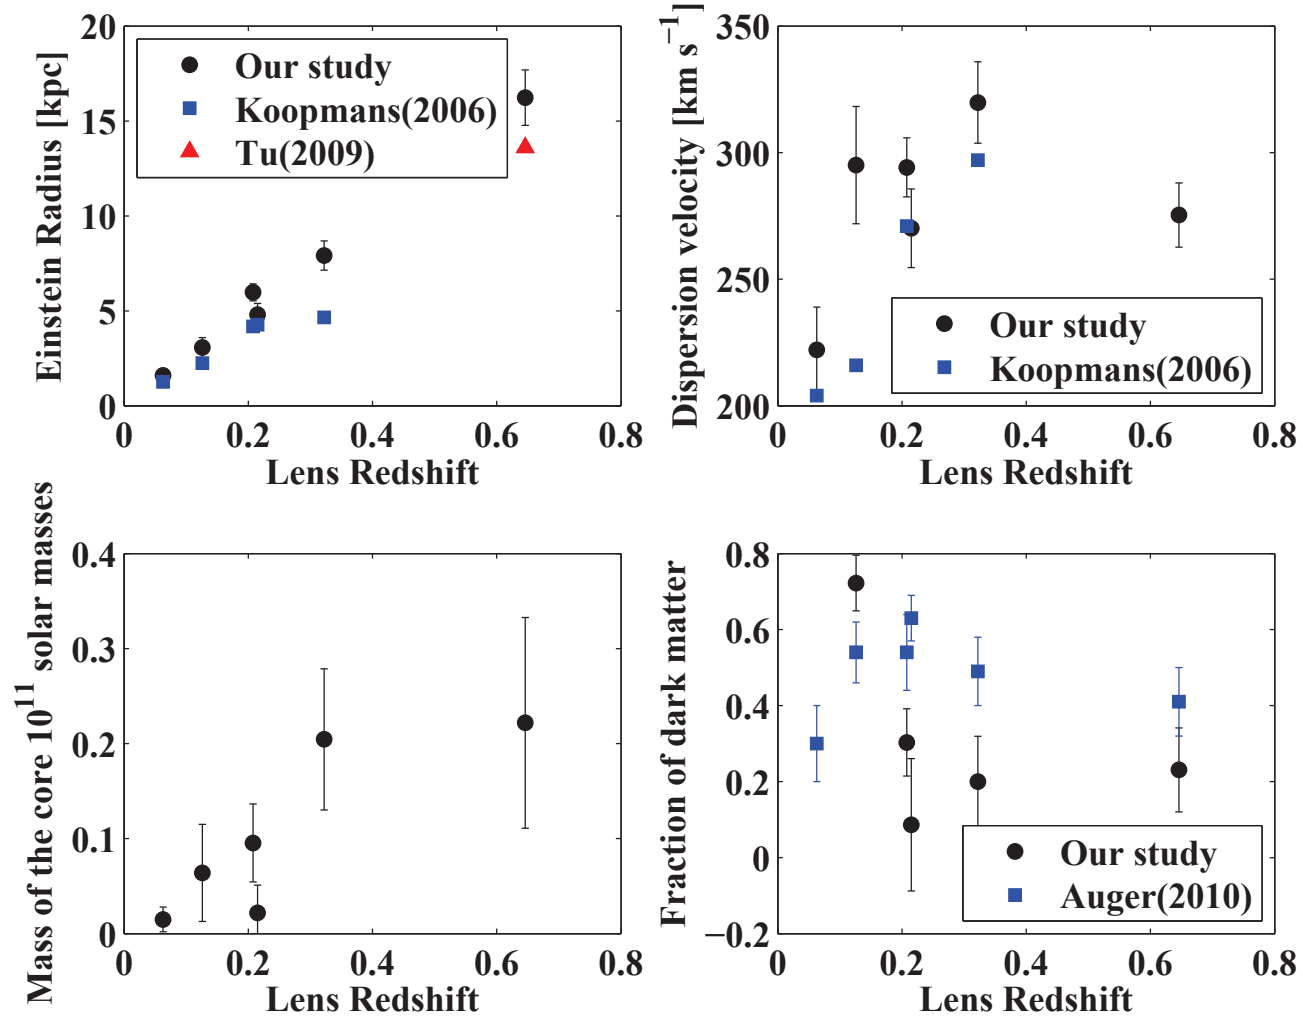 20
15
10
5
0
Einstein Radius [kpc]
Our study
Koopmans(2006)
Tu(2009)
0 0.2 0.4 0.6 0.8
Lens Redshift
350
300
250
200
Dispersion velocity [km s⁻¹]
Our study
Koopmans(2006)
0 0.2 0.4 0.6 0.8
Lens Redshift
0.4
0.3
0.2
0.1
0
Mass of the core 10¹¹ solar masses
0 0.2 0.4 0.6 0.8
Lens Redshift
0.8
0.6
0.4
0.2
0
−0.2
Fraction of dark matter
Our study
Auger(2010)
0 0.2 0.4 0.6 0.8
Lens Redshift